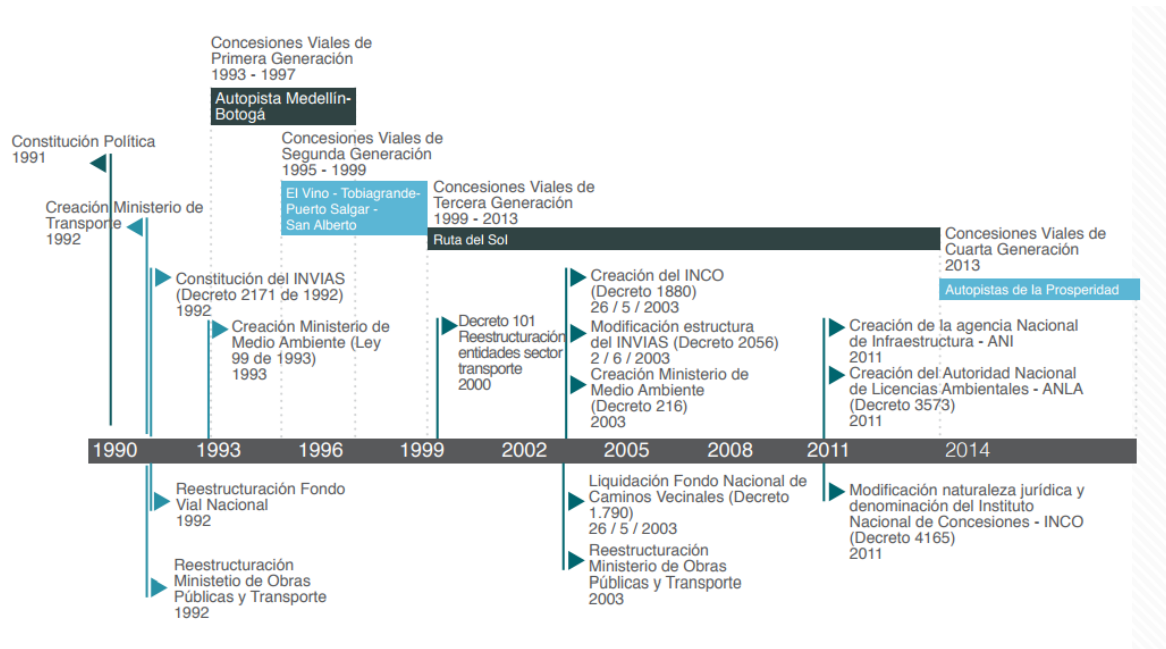 Concesiones Viales de
Primera Generación
1993 - 1997
Autopista Medellín-
Botogá
Constitución Política
1991
Concesiones Viales de
Segunda Generación
1995 - 1999
El Vino - Tobiagrande-
Puerto Salgar -
San Alberto
Concesiones Viales de
Tercera Generación
1999 - 2013
Ruta del Sol
Concesiones Viales de
Cuarta Generación
2013
Autopistas de la Prosperidad
Creación Ministerio de
Transporte
1992
Constitución del INVIAS
(Decreto 2171 de 1992)
1992
Creación Ministerio de
Medio Ambiente (Ley
99 de 1993)
1993
Decreto 101
Reestructuración
entidades sector
transporte
2000
Creación del INCO
(Decreto 1880)
26 / 5 / 2003
Modificación estructura
del INVIAS (Decreto 2056)
2 / 6 / 2003
Creación Ministerio de
Medio Ambiente
(Decreto 216)
2003
Creación de la agencia Nacional
de Infraestructura - ANI
2011
Creación del Autoridad Nacional
de Licencias Ambientales - ANLA
(Decreto 3573)
2011
1990 1993 1996 1999 2002 2005 2008 2011 2014
Reestructuración Fondo
Vial Nacional
1992
Reestructuración
Ministetio de Obras
Públicas y Transporte
1992
Liquidación Fondo Nacional de
Caminos Vecinales (Decreto
1.790)
26 / 5 / 2003
Reestructuración
Ministerio de Obras
Públicas y Transporte
2003
Modificación naturaleza jurídica y
denominación del Instituto
Nacional de Concesiones - INCO
(Decreto 4165)
2011